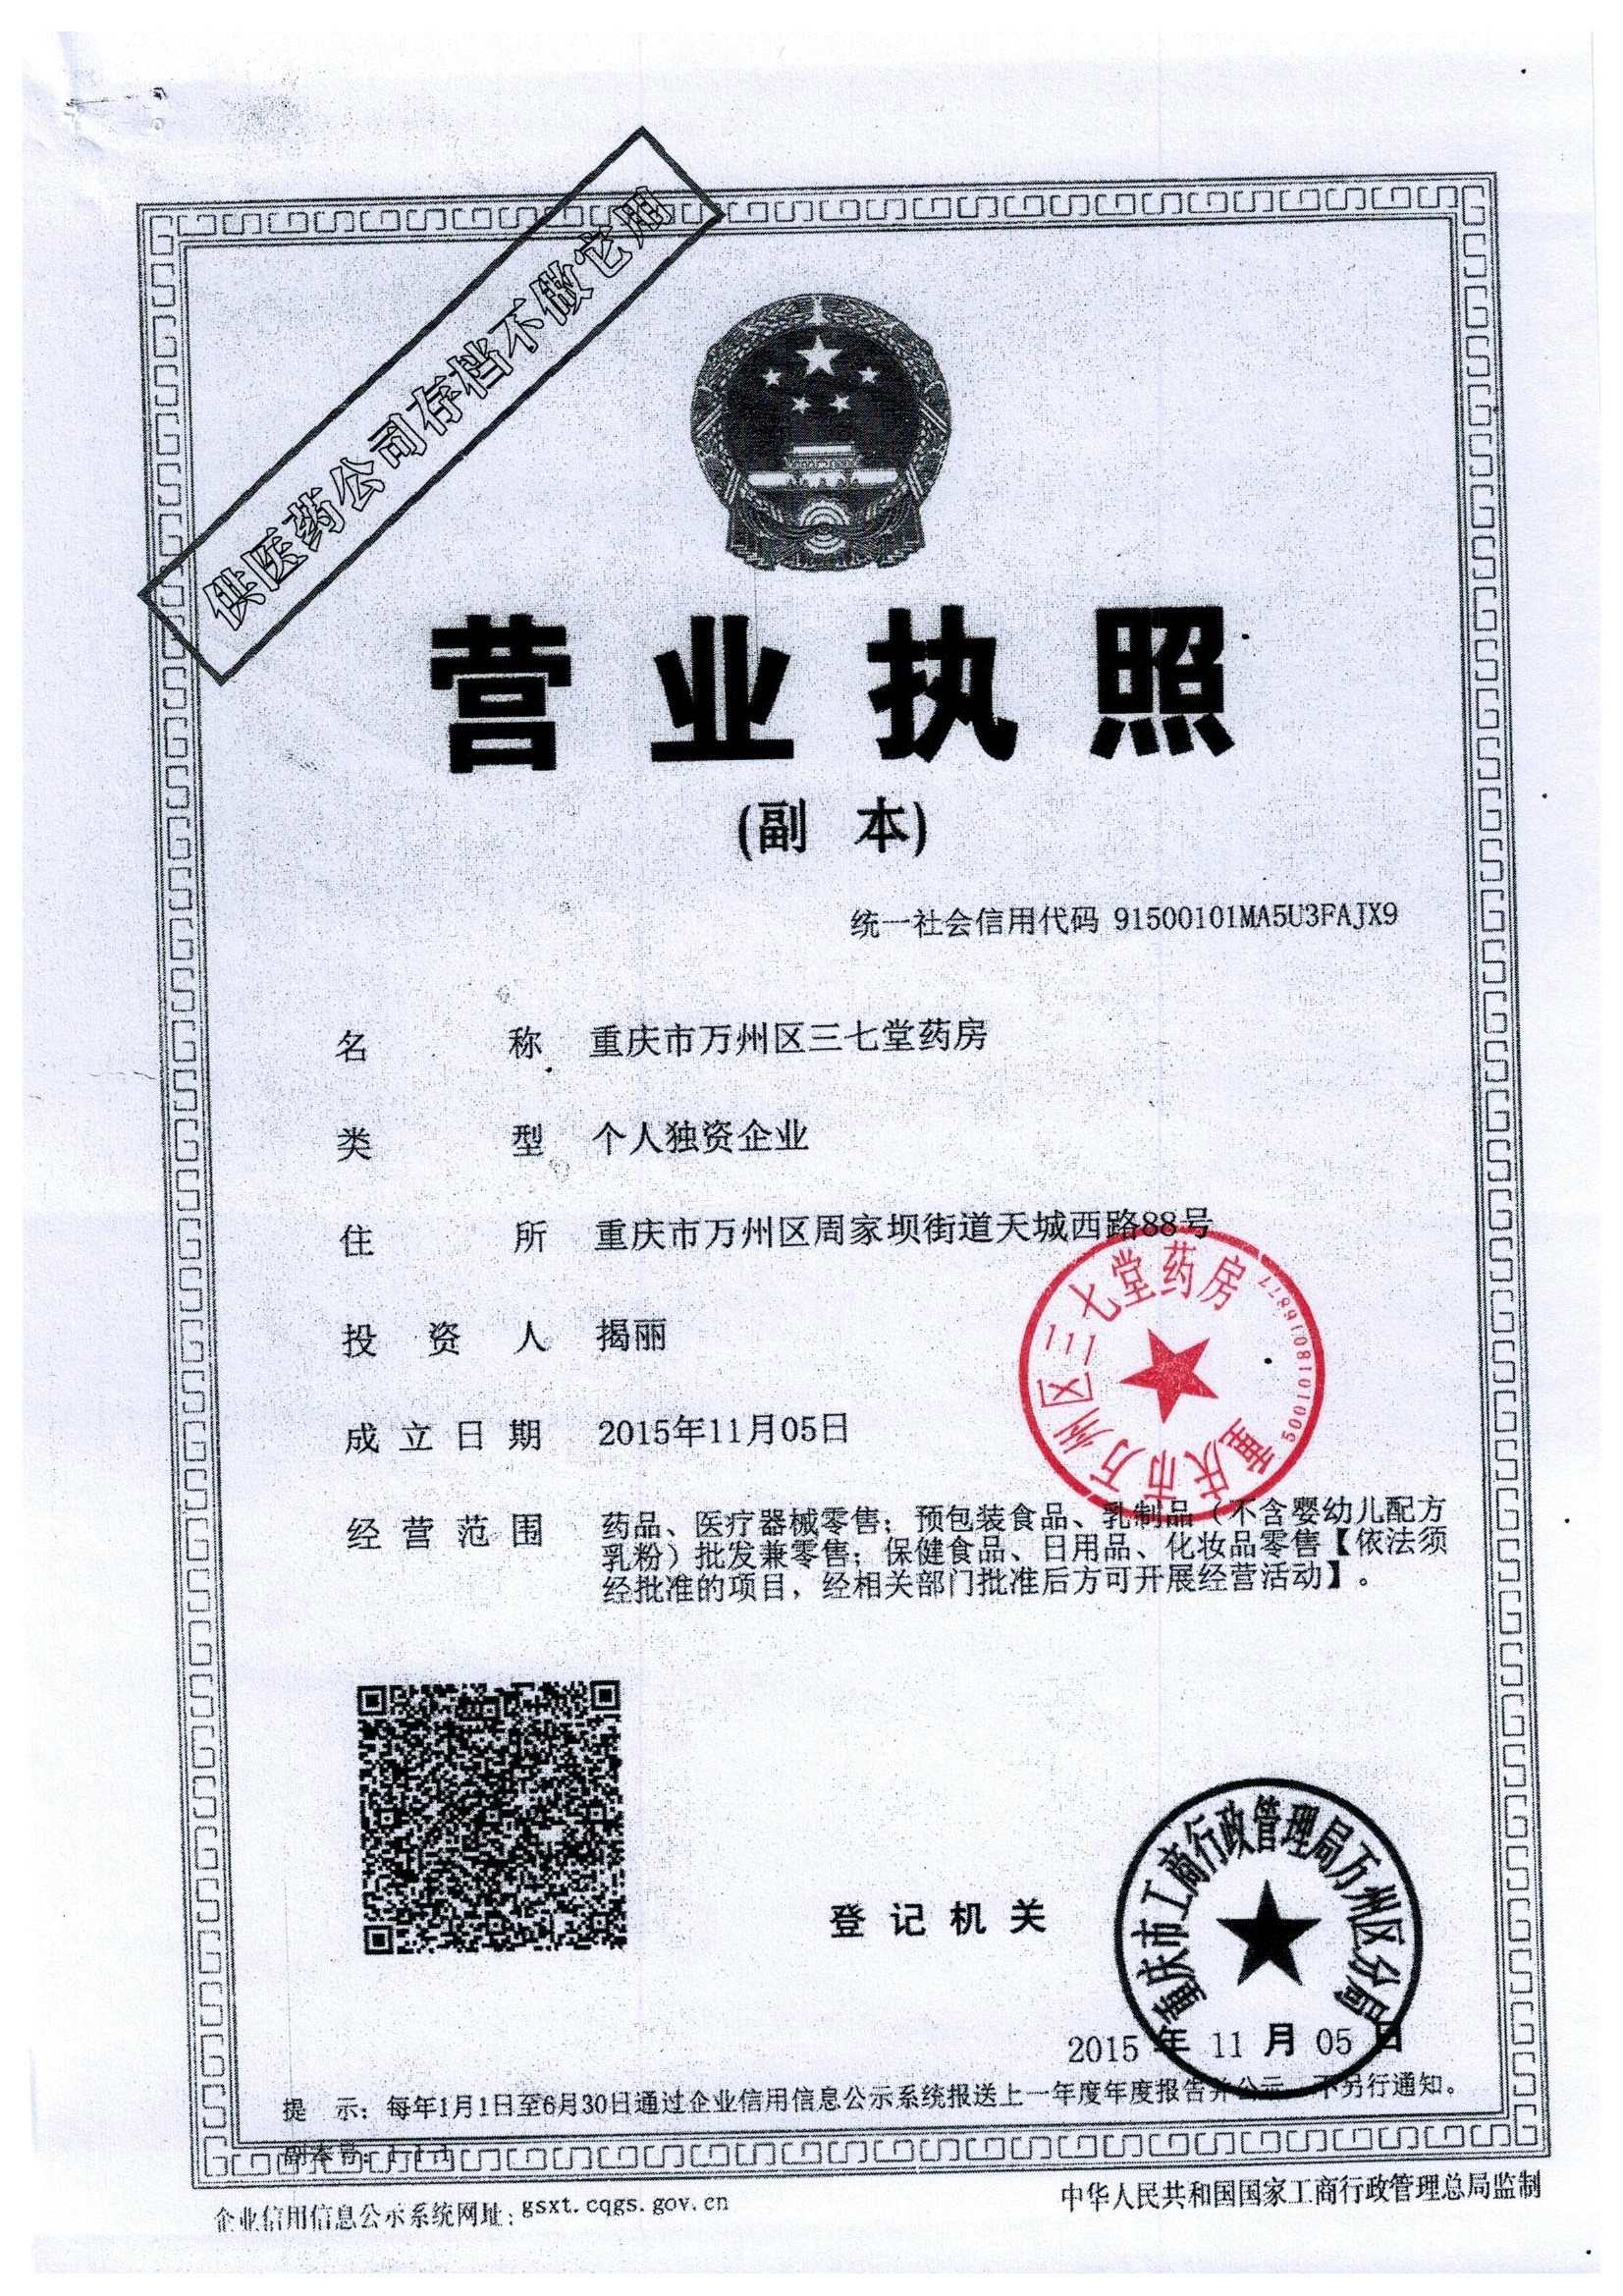 供医药公司存档不做它用
营业执照
(副 本)
统一社会信用代码 91500101MA5U3FAJX9
名 称 重庆市万州区三七堂药房
类 型 个人独资企业
住 所 重庆市万州区周家坝街道天城西路88号
投 资 人 揭丽
成立日期 2015年11月05日
经营范围 药品、医疗器械零售；预包装食品、乳制品（不含婴幼儿配方
乳粉）批发兼零售；保健食品、日用品、化妆品零售【依法须
经批准的项目，经相关部门批准后方可开展经营活动】。
重庆市万州区三七堂药房
5001018019877
登记机关
重庆市工商行政管理局万州区分局
2015 年 11 月 05 日
提 示：每年1月1日至6月30日通过企业信用信息公示系统报送上一年度年度报告并公示 不另行通知。
副本号：1-1-1
企业信用信息公示系统网址：gsxt.cqgs.gov.cn
中华人民共和国国家工商行政管理总局监制